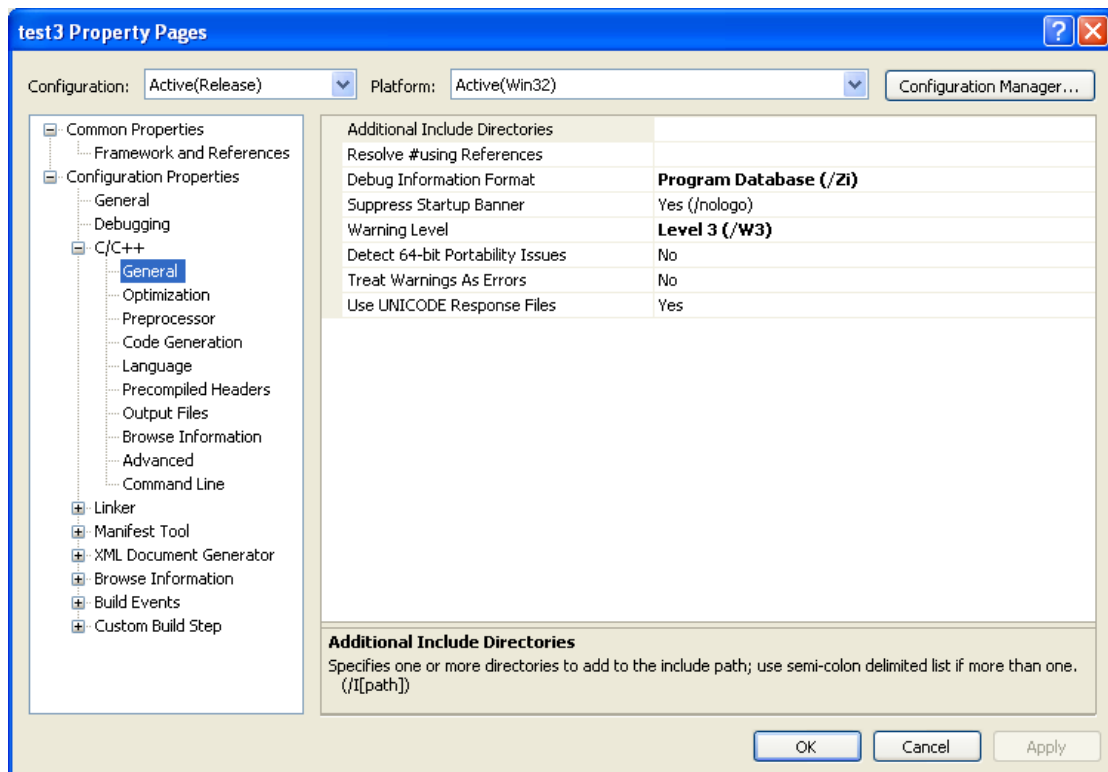 test3 Property Pages
Configuration: Active(Release) Platform: Active(Win32) Configuration Manager...
Common Properties
Framework and References
Configuration Properties
General
Debugging
C/C++
General
Optimization
Preprocessor
Code Generation
Language
Precompiled Headers
Output Files
Browse Information
Advanced
Command Line
Linker
Manifest Tool
XML Document Generator
Browse Information
Build Events
Custom Build Step
Additional Include Directories
Resolve #using References
Debug Information Format Program Database (/Zi)
Suppress Startup Banner Yes (/nologo)
Warning Level Level 3 (/W3)
Detect 64-bit Portability Issues No
Treat Warnings As Errors No
Use UNICODE Response Files Yes
Additional Include Directories
Specifies one or more directories to add to the include path; use semi-colon delimited list if more than one.
(/I[path])
OK Cancel Apply